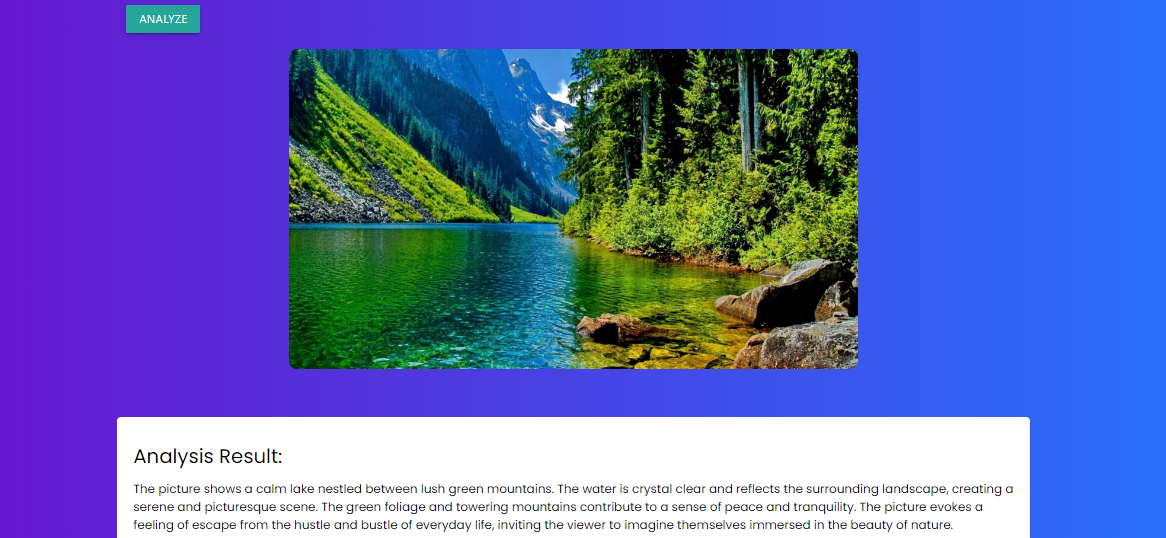 ANALYZE
Analysis Result:
The picture shows a calm lake nestled between lush green mountains. The water is crystal clear and reflects the surrounding landscape, creating a
serene and picturesque scene. The green foliage and towering mountains contribute to a sense of peace and tranquility. The picture evokes a
feeling of escape from the hustle and bustle of everyday life, inviting the viewer to imagine themselves immersed in the beauty of nature.